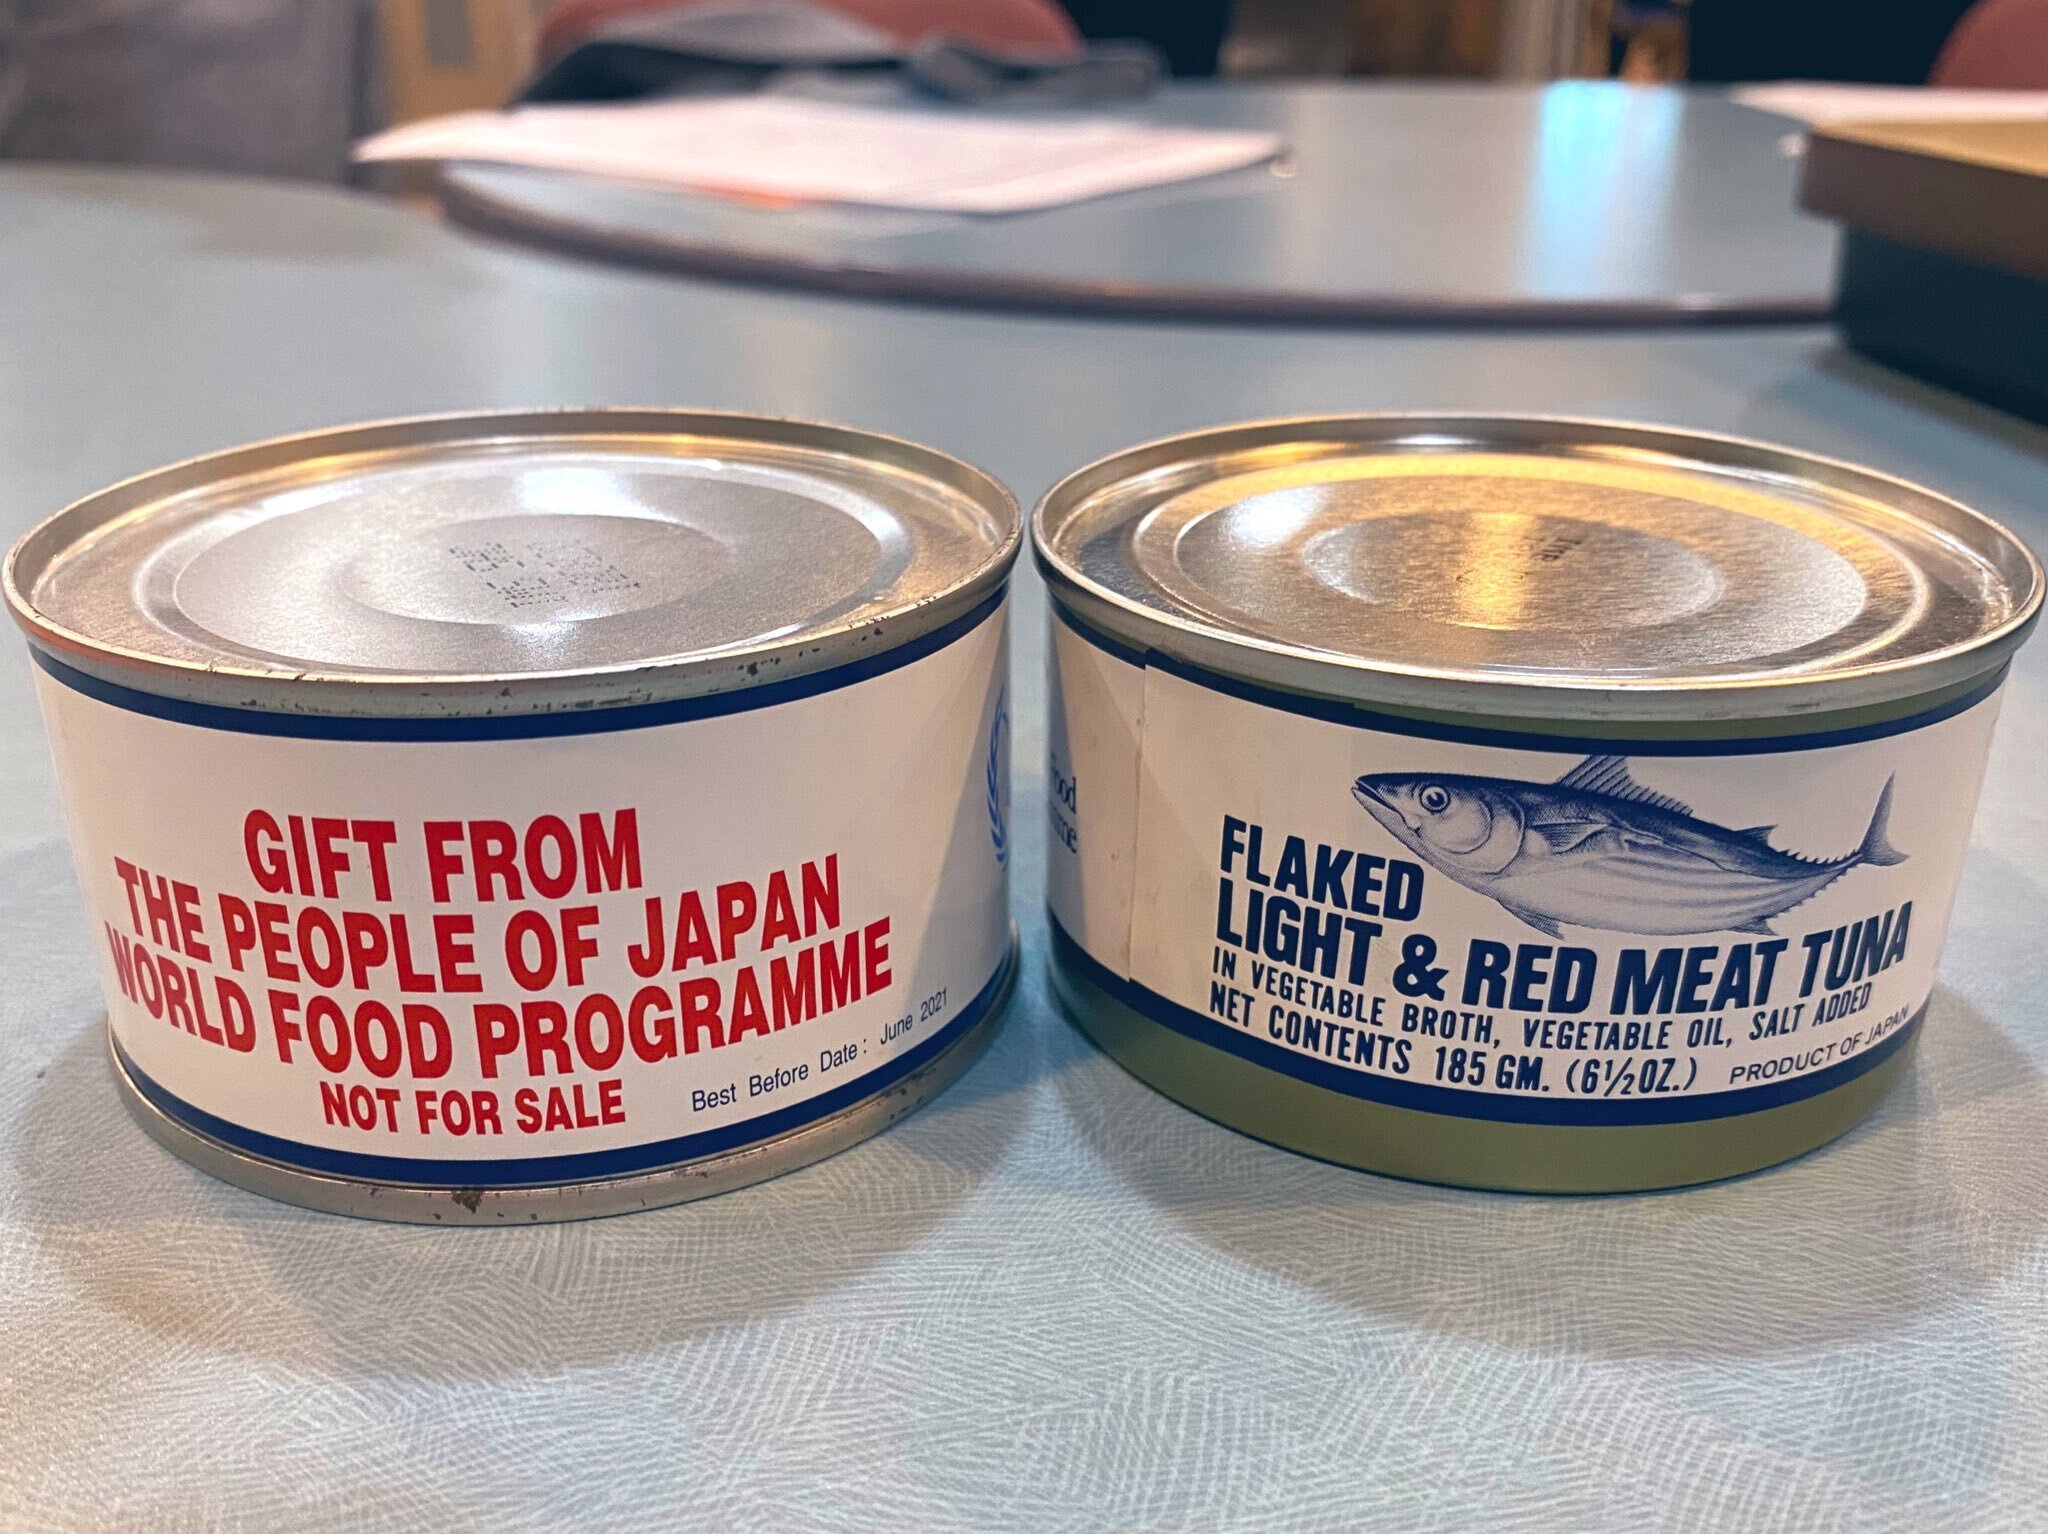 GIFT FROM
THE PEOPLE OF JAPAN
WORLD FOOD PROGRAMME
NOT FOR SALE
Best Before Date : June 2021
FLAKED
LIGHT & RED MEAT TUNA
IN VEGETABLE BROTH, VEGETABLE OIL, SALT ADDED
NET CONTENTS 185 GM. (6½OZ.) PRODUCT OF JAPAN